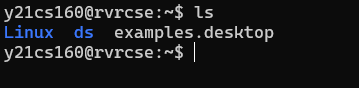 y21cs160@rvrcse:~$ ls
Linux  ds  examples.desktop
y21cs160@rvrcse:~$